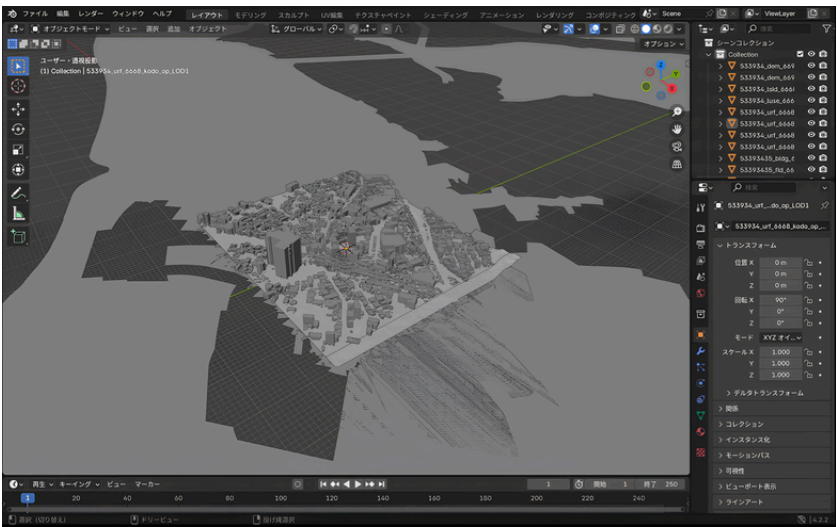 ファイル 編集 レンダー ウィンドウ ヘルプ レイアウト モデリング スカルプト UV編集 テクスチャペイント シェーディング アニメーション レンダリング コンポジティング Scene ViewLayer
オブジェクトモード ビュー 選択 追加 オブジェクト グローバル 検索
オプション
ユーザー・透視投影
(1) Collection | 533934_urf_6668_kodo_op_LOD1
シーンコレクション
Collection
533934_dem_669
533934_dem_669
533934_lsld_6668
533934_luse_666
533934_urf_6668
533934_urf_6668
533934_urf_6668
533934_urf_6668
53393435_bldg_6
53393435_fld_66
検索
533934_urf_...do_op_LOD1
533934_urf_6668_kodo_op_...
トランスフォーム
位置 X 0 m
Y 0 m
Z 0 m
回転 X 90°
Y 0°
Z 0°
モード XYZ オイ...
スケール X 1.000
Y 1.000
Z 1.000
デルタトランスフォーム
関係
コレクション
インスタンス化
モーションパス
可視性
ビューポート表示
ラインアート
再生 キーイング ビュー マーカー 1 開始 1 終了 250
1 20 40 60 80 100 120 140 160 180 200 220 240
選択 (切り替え) ドリービュー 投げ縄選択 4.2.2